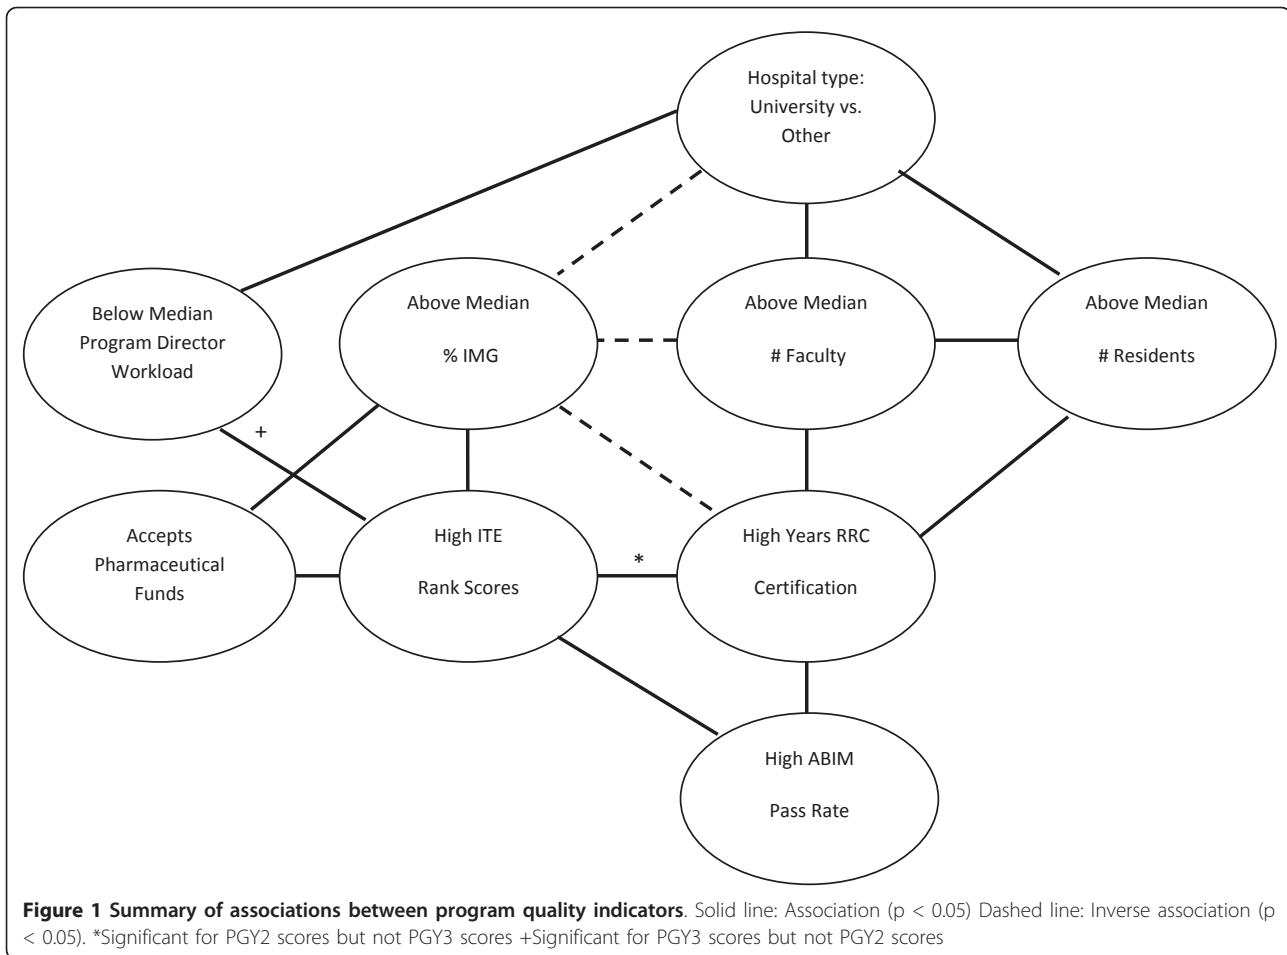 Hospital type:
University vs.
Other
Below Median
Program Director
Workload
Above Median
% IMG
Above Median
# Faculty
Above Median
# Residents
+
Accepts
Pharmaceutical
Funds
High ITE
Rank Scores
*
High Years RRC
Certification
High ABIM
Pass Rate
Figure 1 Summary of associations between program quality indicators. Solid line: Association (p < 0.05) Dashed line: Inverse association (p
< 0.05). *Significant for PGY2 scores but not PGY3 scores +Significant for PGY3 scores but not PGY2 scores